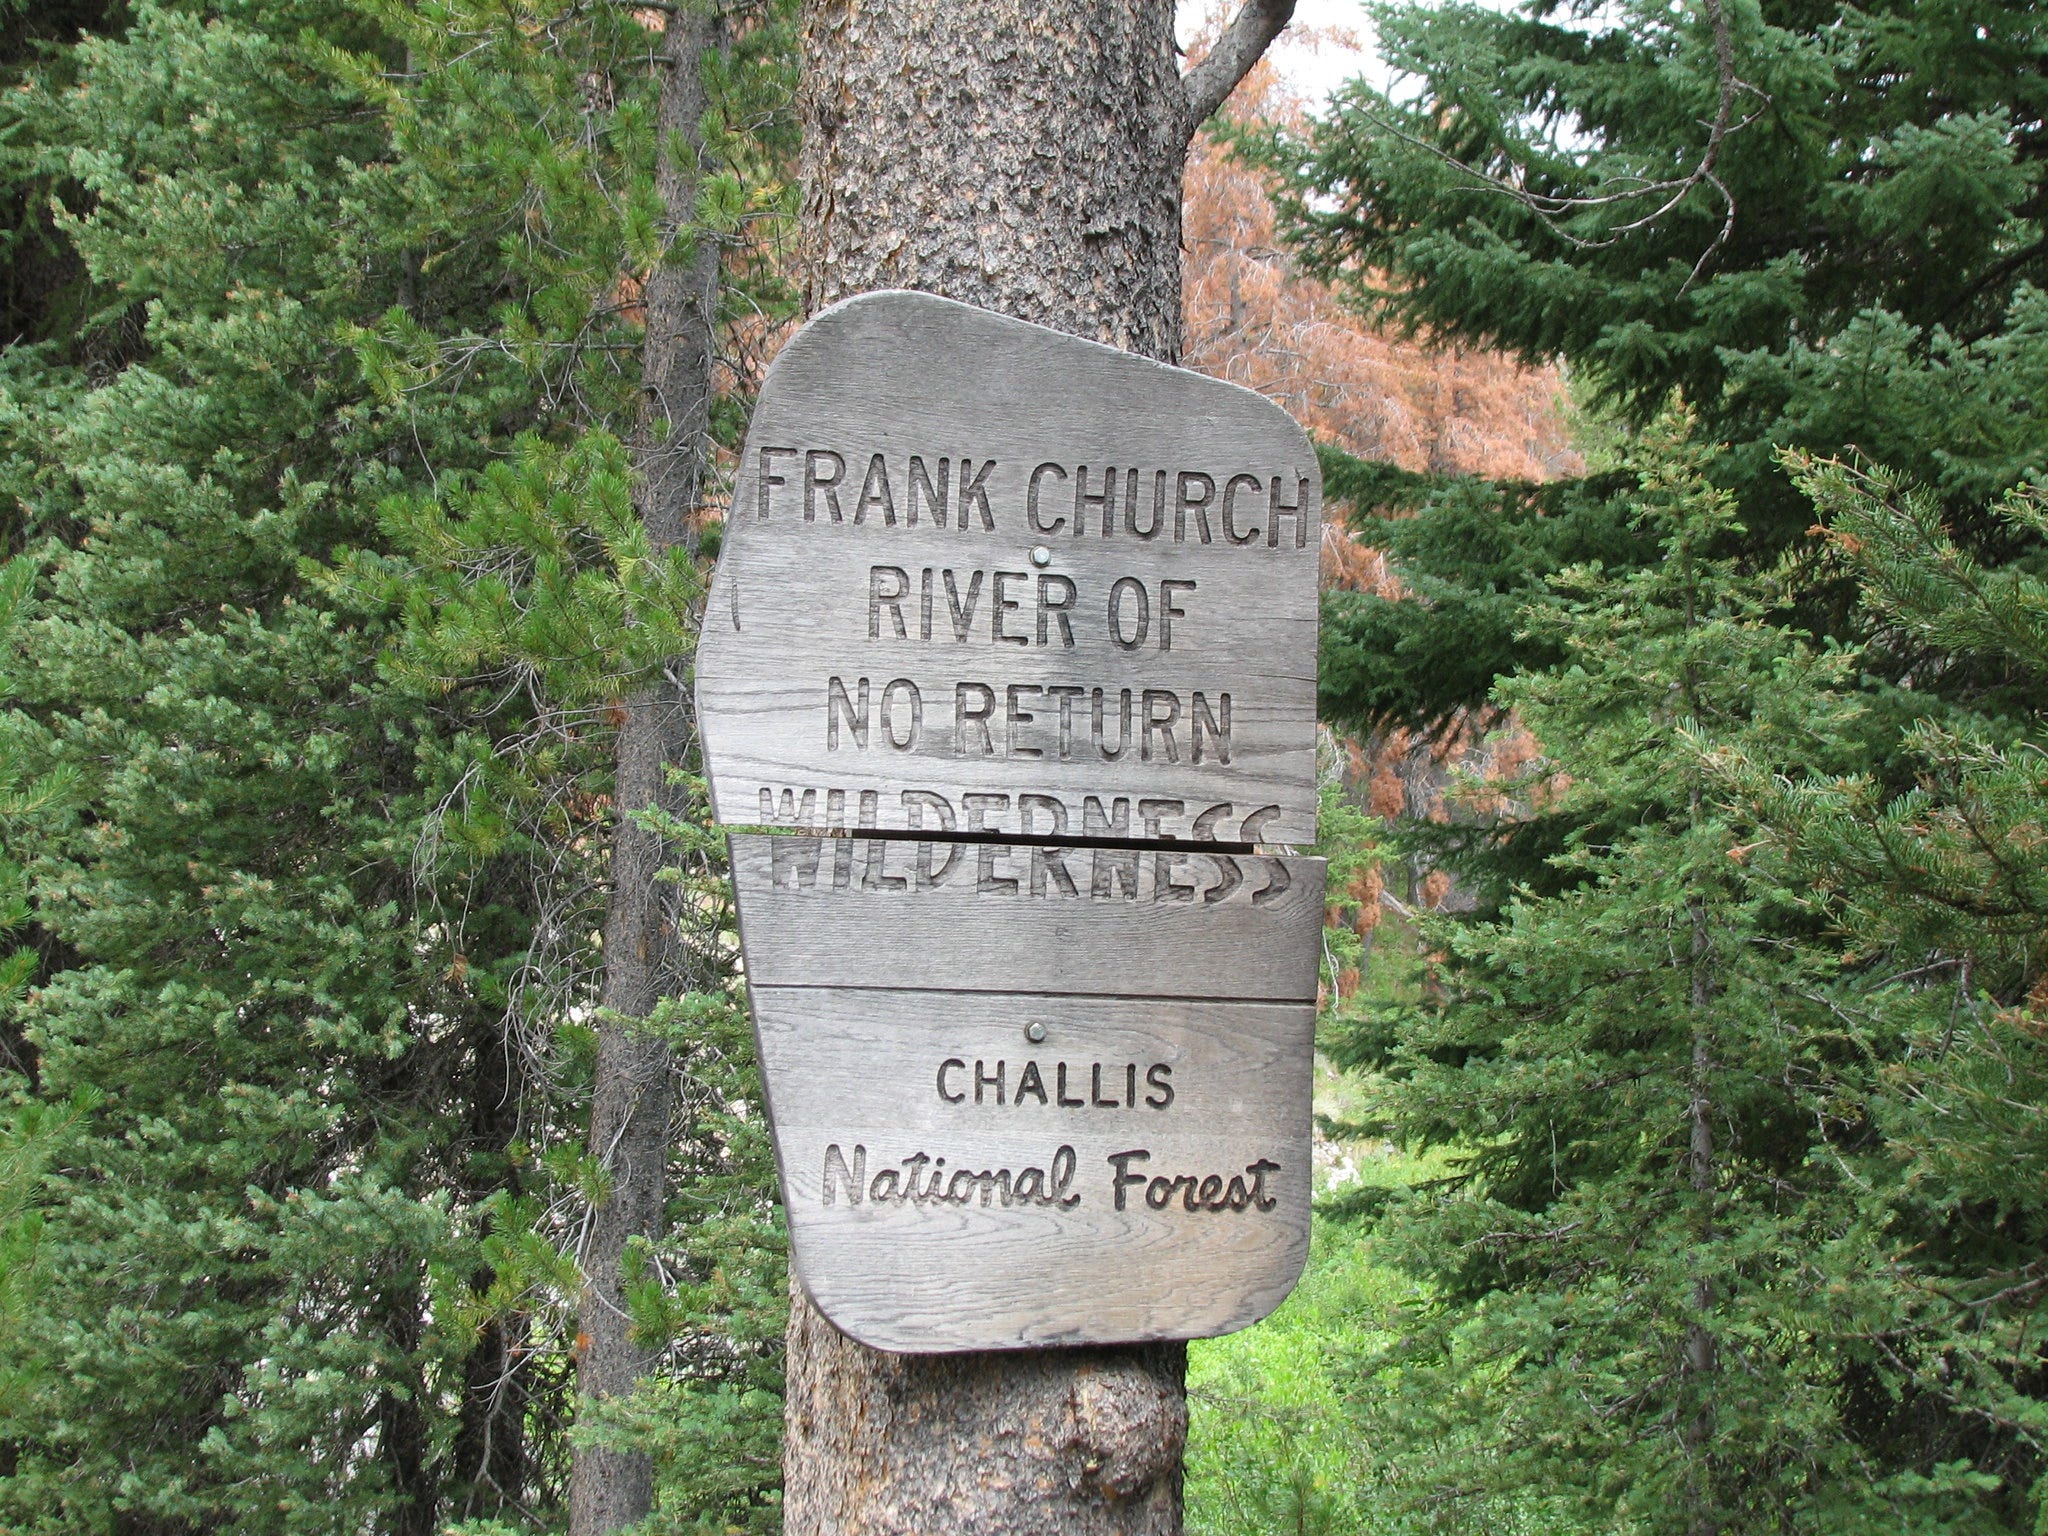 FRANK CHURCH
RIVER OF
NO RETURN
WILDERNESS
CHALLIS
National Forest